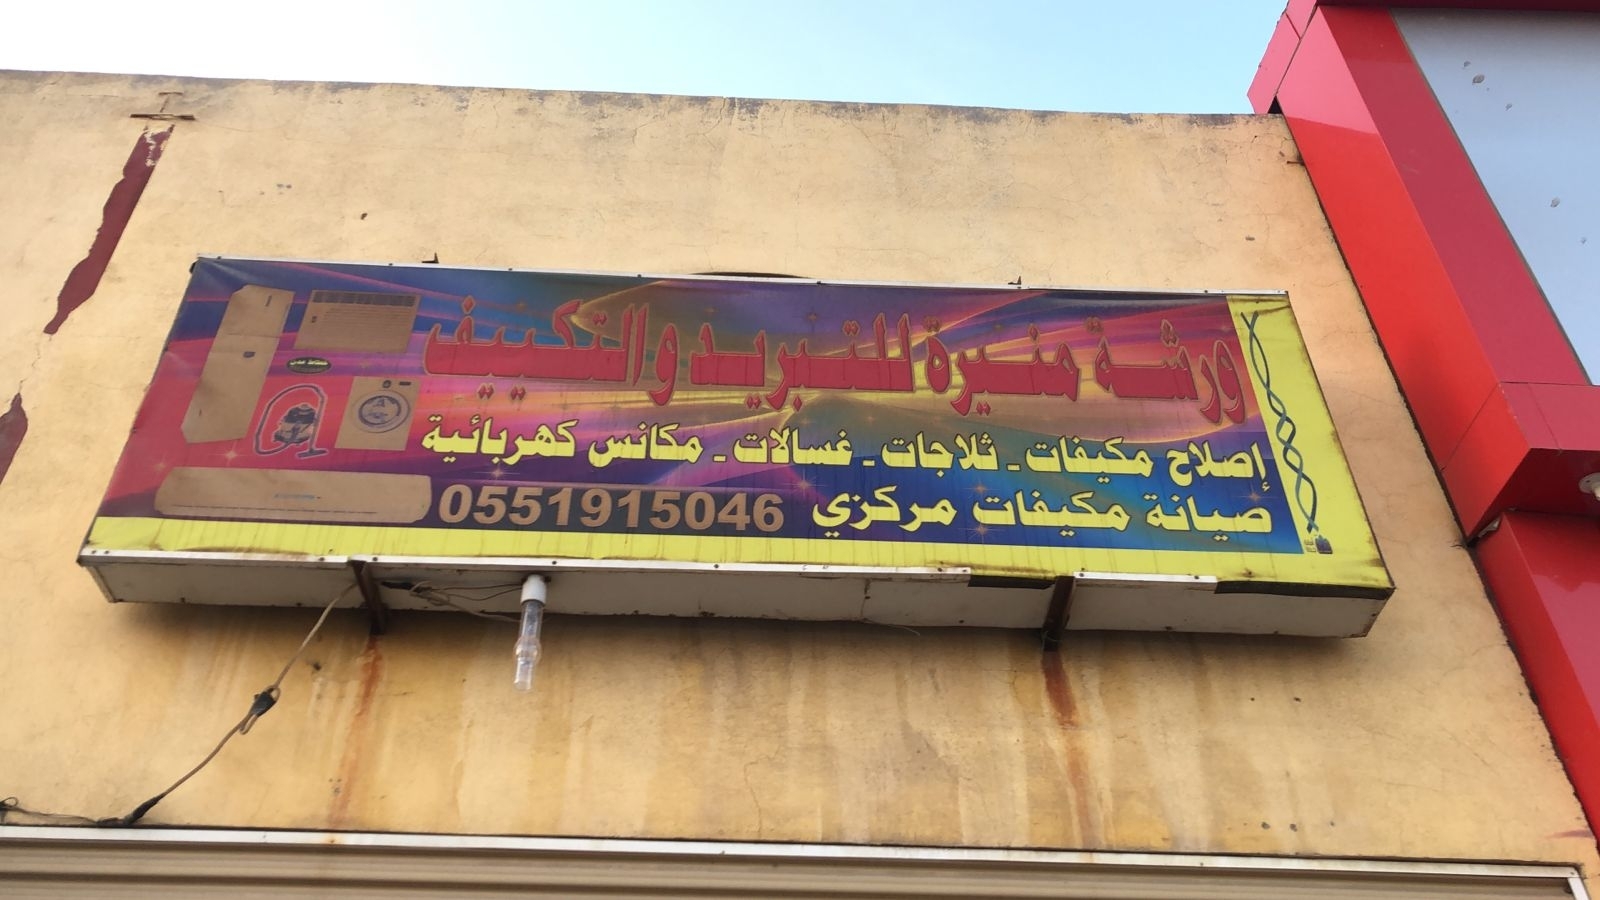 ورشة منيرة للتبريد والتكييف
إصلاح مكيفات - ثلاجات - غسالات - مكانس كهربائية
صيانة مكيفات مركزي 0551915046